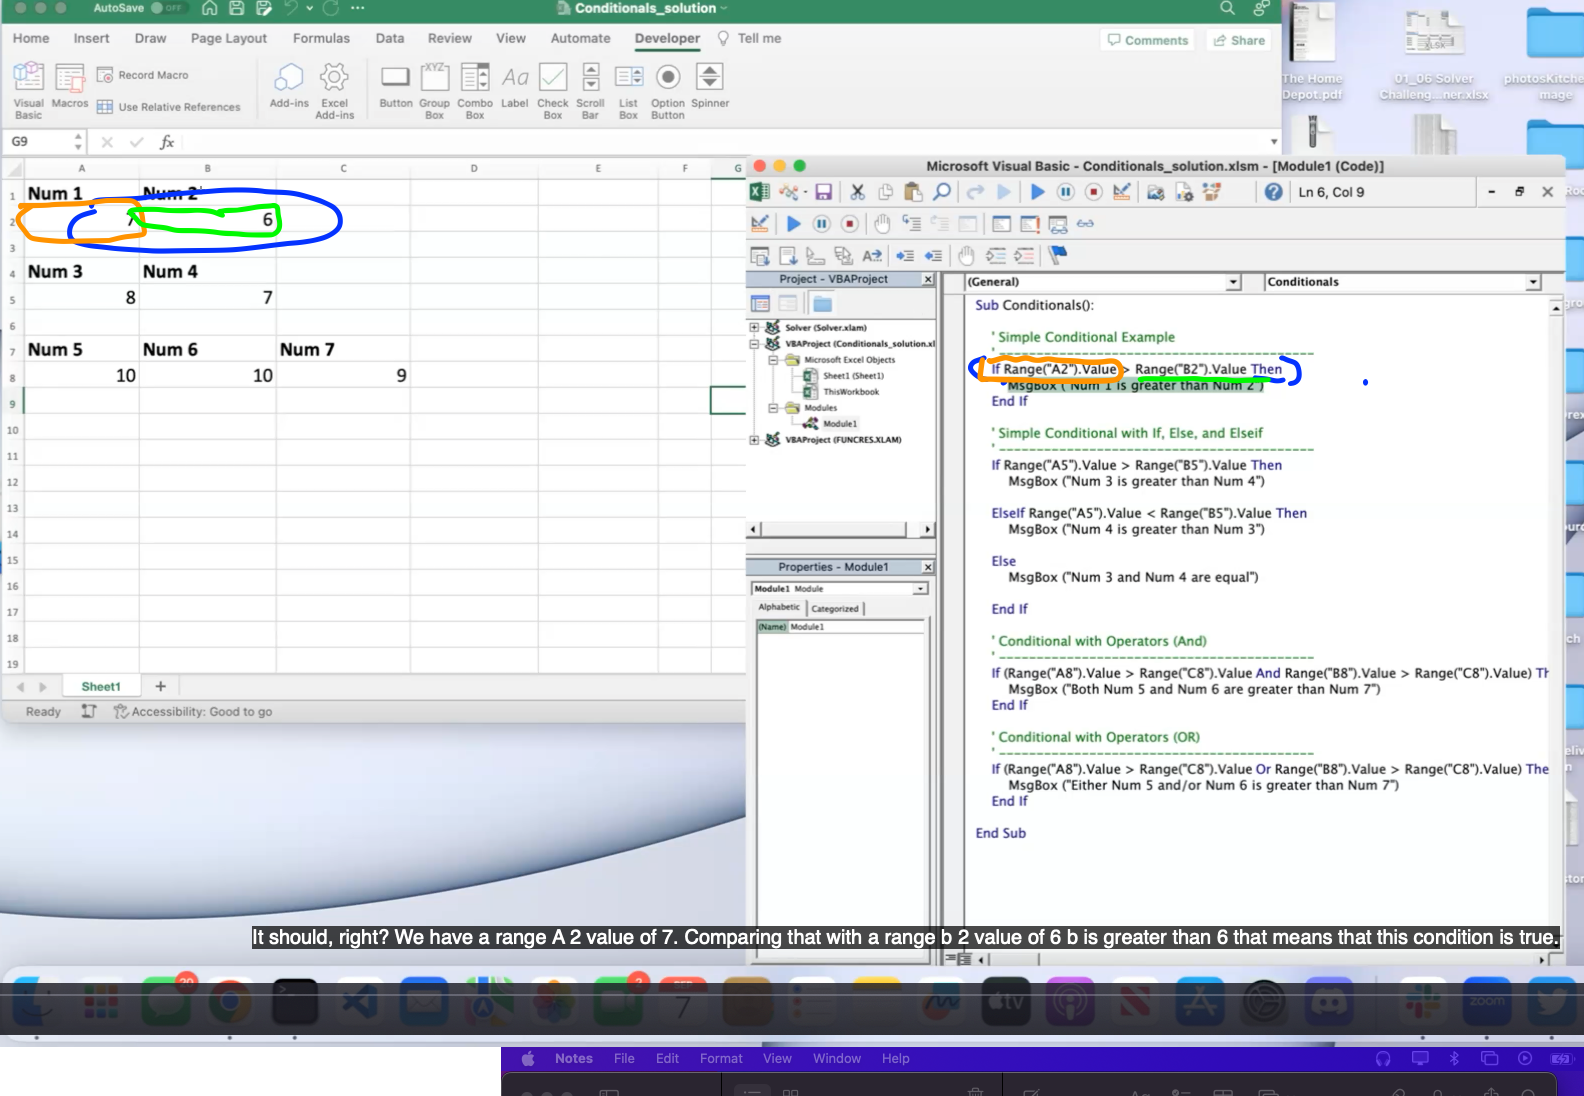 AutoSave OFF
Conditionals_solution
Home Insert Draw Page Layout Formulas Data Review View Automate Developer Tell me
Comments Share
Record Macro
Use Relative References
Visual Basic Macros
Add-ins Excel Add-ins
Button Group Box Combo Box Label Check Box Scroll Bar List Box Option Button Spinner
G9 fx
A B C D E F G
1 Num 1 Num 2
2 7 6
3
4 Num 3 Num 4
5 8 7
6
7 Num 5 Num 6 Num 7
8 10 10 9
9
10
11
12
13
14
15
16
17
18
19
Sheet1 +
Ready Accessibility: Good to go
The Home Depot.pdf
01_06 Solver Challeng...ner.xlsx
photosKitche
mage
Microsoft Visual Basic - Conditionals_solution.xlsm - [Module1 (Code)]
Ln 6, Col 9
Project - VBAProject
Solver (Solver.xlam)
VBAProject (Conditionals_solution.xl
Microsoft Excel Objects
Sheet1 (Sheet1)
ThisWorkbook
Modules
Module1
VBAProject (FUNCRES.XLAM)
Properties - Module1
Module1 Module
Alphabetic Categorized
(Name) Module1
(General) Conditionals
Sub Conditionals():
' Simple Conditional Example
' ----------------------------------------
If Range("A2").Value > Range("B2").Value Then
MsgBox ("Num 1 is greater than Num 2")
End If
' Simple Conditional with If, Else, and Elseif
' ----------------------------------------
If Range("A5").Value > Range("B5").Value Then
MsgBox ("Num 3 is greater than Num 4")
ElseIf Range("A5").Value < Range("B5").Value Then
MsgBox ("Num 4 is greater than Num 3")
Else
MsgBox ("Num 3 and Num 4 are equal")
End If
' Conditional with Operators (And)
' ----------------------------------------
If (Range("A8").Value > Range("C8").Value And Range("B8").Value > Range("C8").Value) Th
MsgBox ("Both Num 5 and Num 6 are greater than Num 7")
End If
' Conditional with Operators (OR)
' ----------------------------------------
If (Range("A8").Value > Range("C8").Value Or Range("B8").Value > Range("C8").Value) The
MsgBox ("Either Num 5 and/or Num 6 is greater than Num 7")
End If
End Sub
It should, right? We have a range A 2 value of 7. Comparing that with a range b 2 value of 6 b is greater than 6 that means that this condition is true.
20
2
SEP
7
tv
zoom
Notes File Edit Format View Window Help